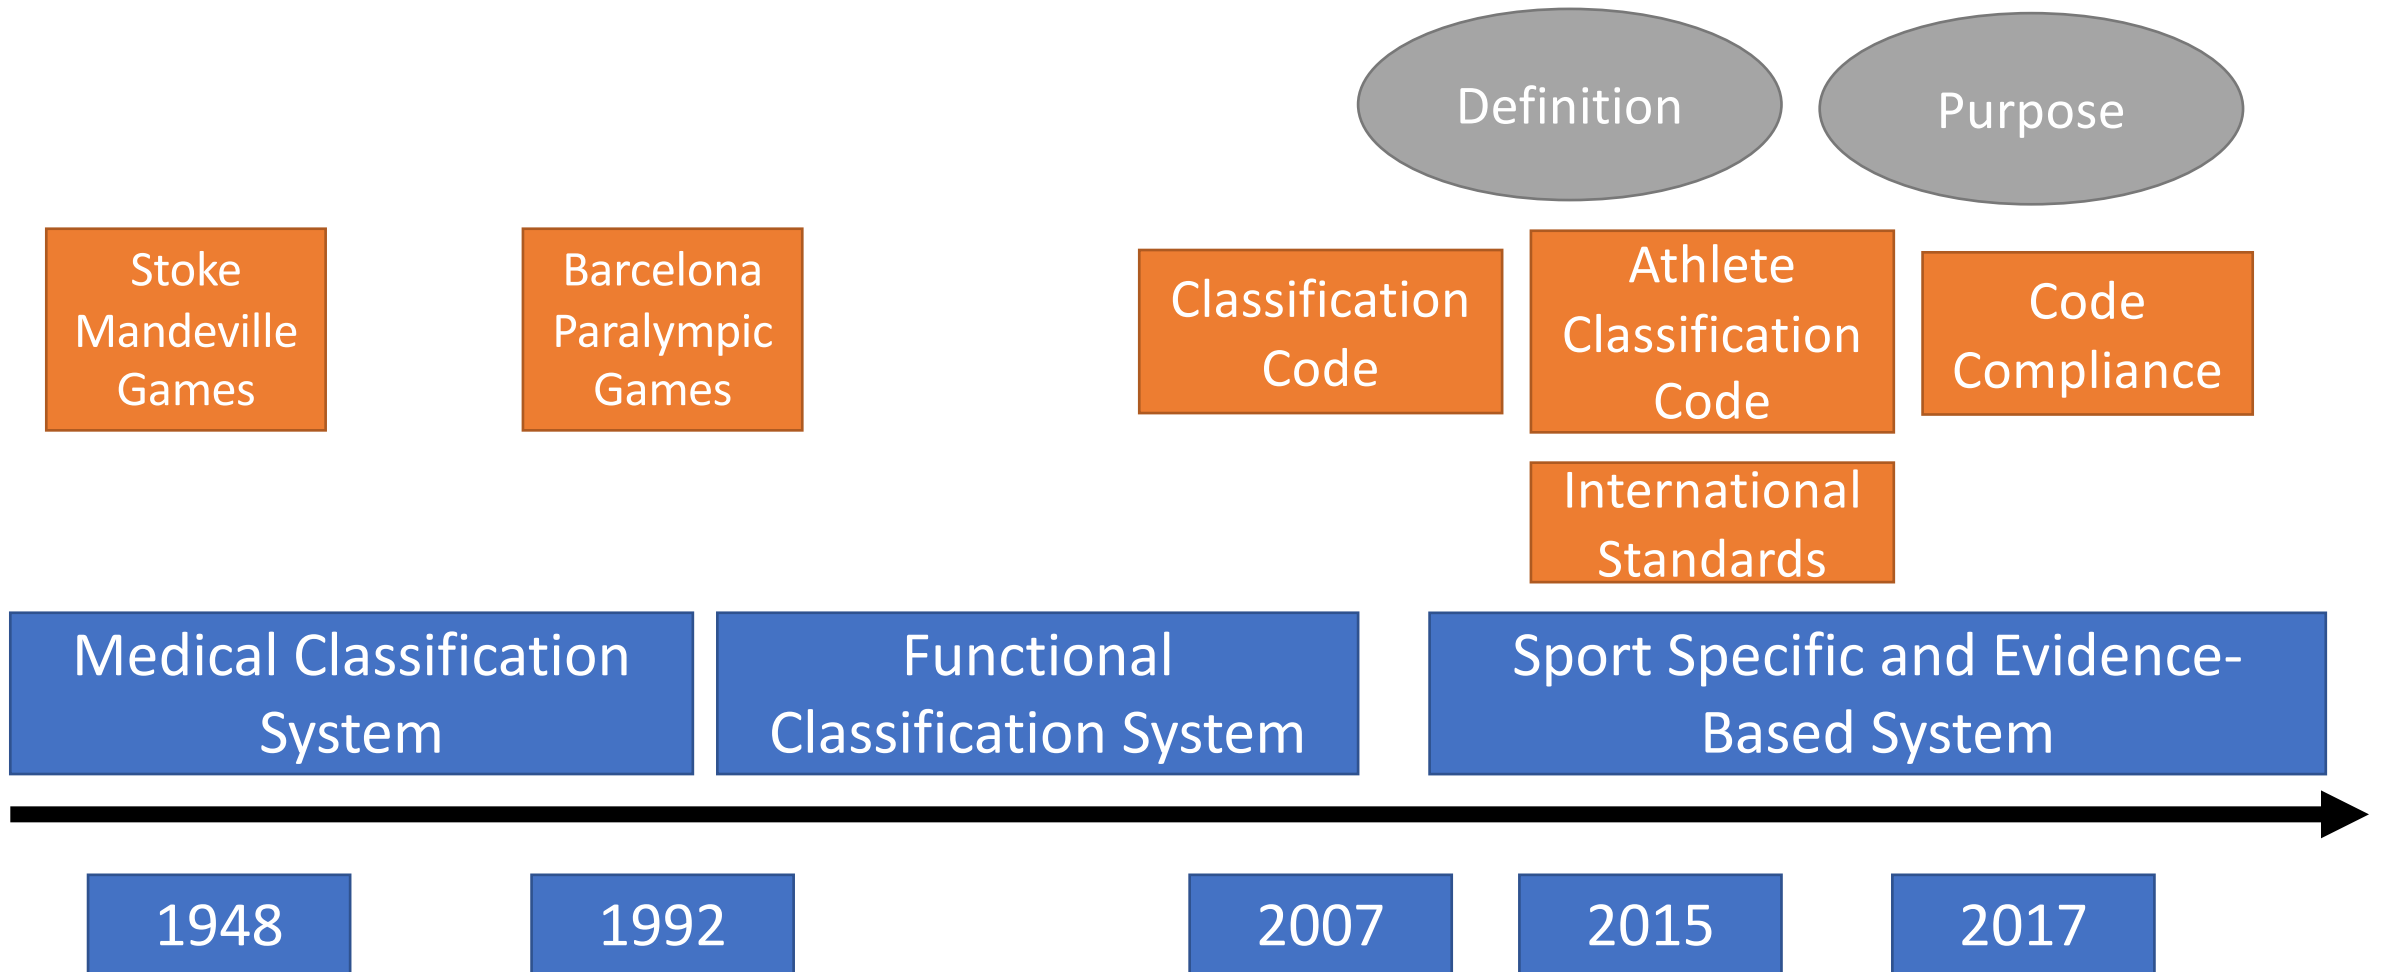 Definition
Purpose
Stoke
Mandeville
Games
Barcelona
Paralympic
Games
Classification
Code
Athlete
Classification
Code
Code
Compliance
International
Standards
Medical Classification
System
Functional
Classification System
Sport Specific and Evidence-
Based System
1948
1992
2007
2015
2017